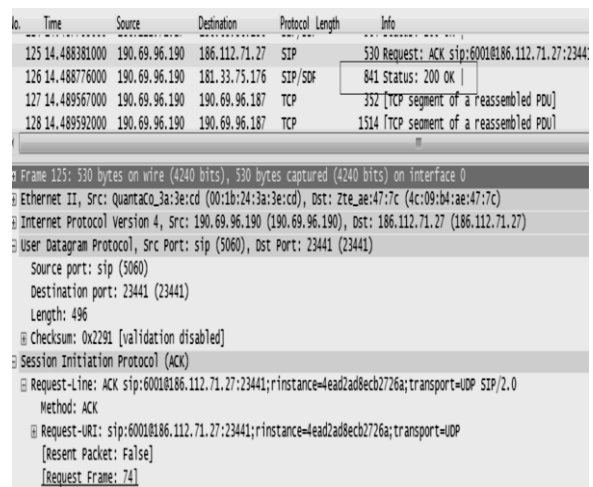 No. Time Source Destination Protocol Length Info
125 14.488381000 190.69.96.190 186.112.71.27 SIP 530 Request: ACK sip:6001@186.112.71.27:2344
126 14.488776000 190.69.96.190 181.33.75.176 SIP/SDF 841 Status: 200 OK |
127 14.489567000 190.69.96.190 190.69.96.187 TCP 352 [TCP segment of a reassembled PDU]
128 14.489592000 190.69.96.190 190.69.96.187 TCP 1514 [TCP segment of a reassembled PDU]
Frame 125: 530 bytes on wire (4240 bits), 530 bytes captured (4240 bits) on interface 0
Ethernet II, Src: QuantaCo_3a:3e:cd (00:1b:24:3a:3e:cd), Dst: Zte_ae:47:7c (4c:09:b4:ae:47:7c)
Internet Protocol Version 4, Src: 190.69.96.190 (190.69.96.190), Dst: 186.112.71.27 (186.112.71.27)
User Datagram Protocol, Src Port: sip (5060), Dst Port: 23441 (23441)
Source port: sip (5060)
Destination port: 23441 (23441)
Length: 496
Checksum: 0x2291 [validation disabled]
Session Initiation Protocol (ACK)
Request-Line: ACK sip:6001@186.112.71.27:23441;rinstance=4ead2ad8ecb2726a;transport=UDP SIP/2.0
Method: ACK
Request-URI: sip:6001@186.112.71.27:23441;rinstance=4ead2ad8ecb2726a;transport=UDP
[Resent Packet: False]
[Request Frame: 74]